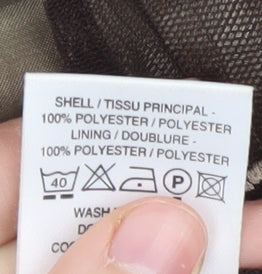 SHELL / TISSU PRINCIPAL -
100% POLYESTER / POLYESTER
LINING / DOUBLURE -
100% POLYESTER / POLYESTER
40 P
WASH